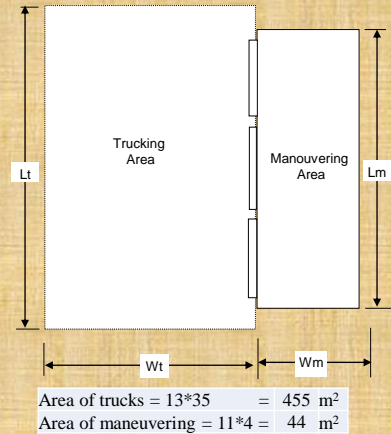 Trucking
Area
Manouvering
Area
Lt
Lm
Wt
Wm
Area of trucks = 13*35 = 455 m²
Area of maneuvering = 11*4 = 44 m²